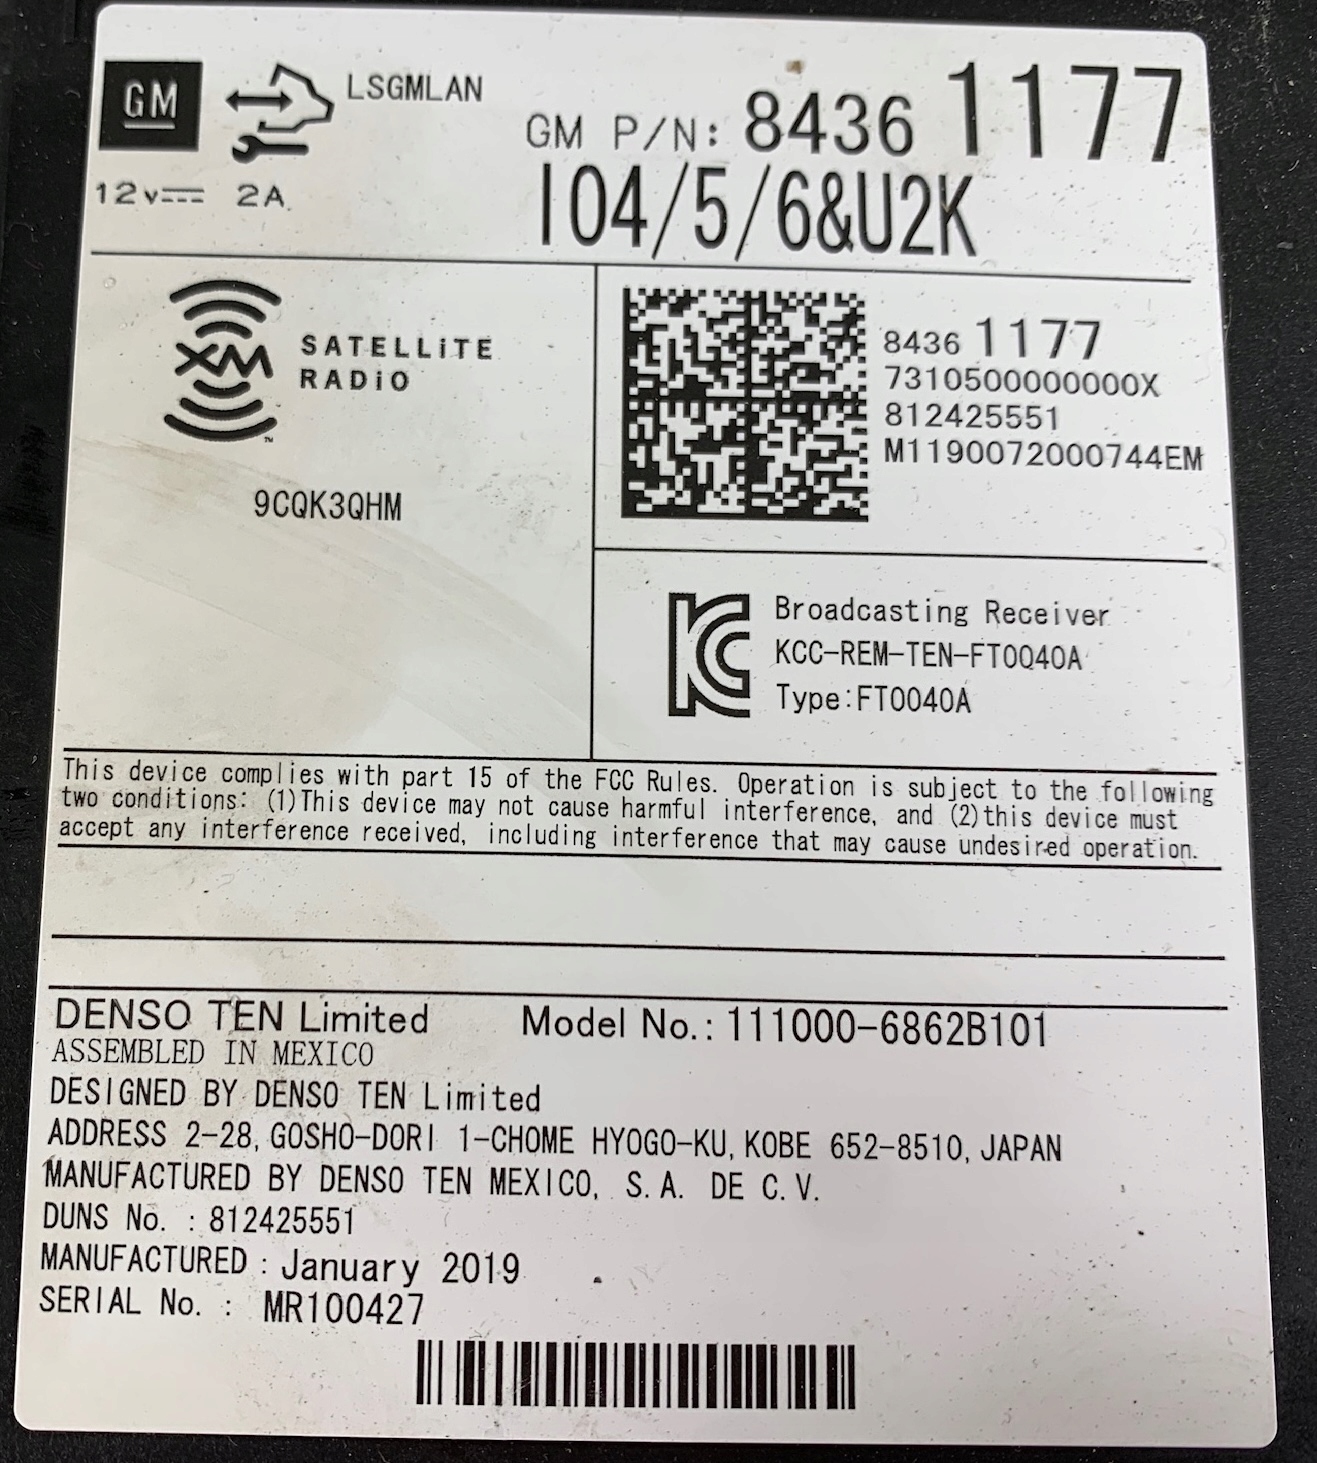 GM
LSGMLAN
GM P/N: 8436 1177
12v 2A
I04/5/6&U2K
XM SATELLiTE
RADiO
TM
9CQK3QHM
8436 1177
7310500000000X
812425551
M1190072000744EM
Broadcasting Receiver
KCC-REM-TEN-FT0040A
Type:FT0040A
This device complies with part 15 of the FCC Rules. Operation is subject to the following
two conditions: (1)This device may not cause harmful interference, and (2)this device must
accept any interference received, including interference that may cause undesired operation.
DENSO TEN Limited Model No.: 111000-6862B101
ASSEMBLED IN MEXICO
DESIGNED BY DENSO TEN Limited
ADDRESS 2-28, GOSHO-DORI 1-CHOME HYOGO-KU, KOBE 652-8510, JAPAN
MANUFACTURED BY DENSO TEN MEXICO, S.A. DE C.V.
DUNS No. : 812425551
MANUFACTURED : January 2019
SERIAL No. : MR100427